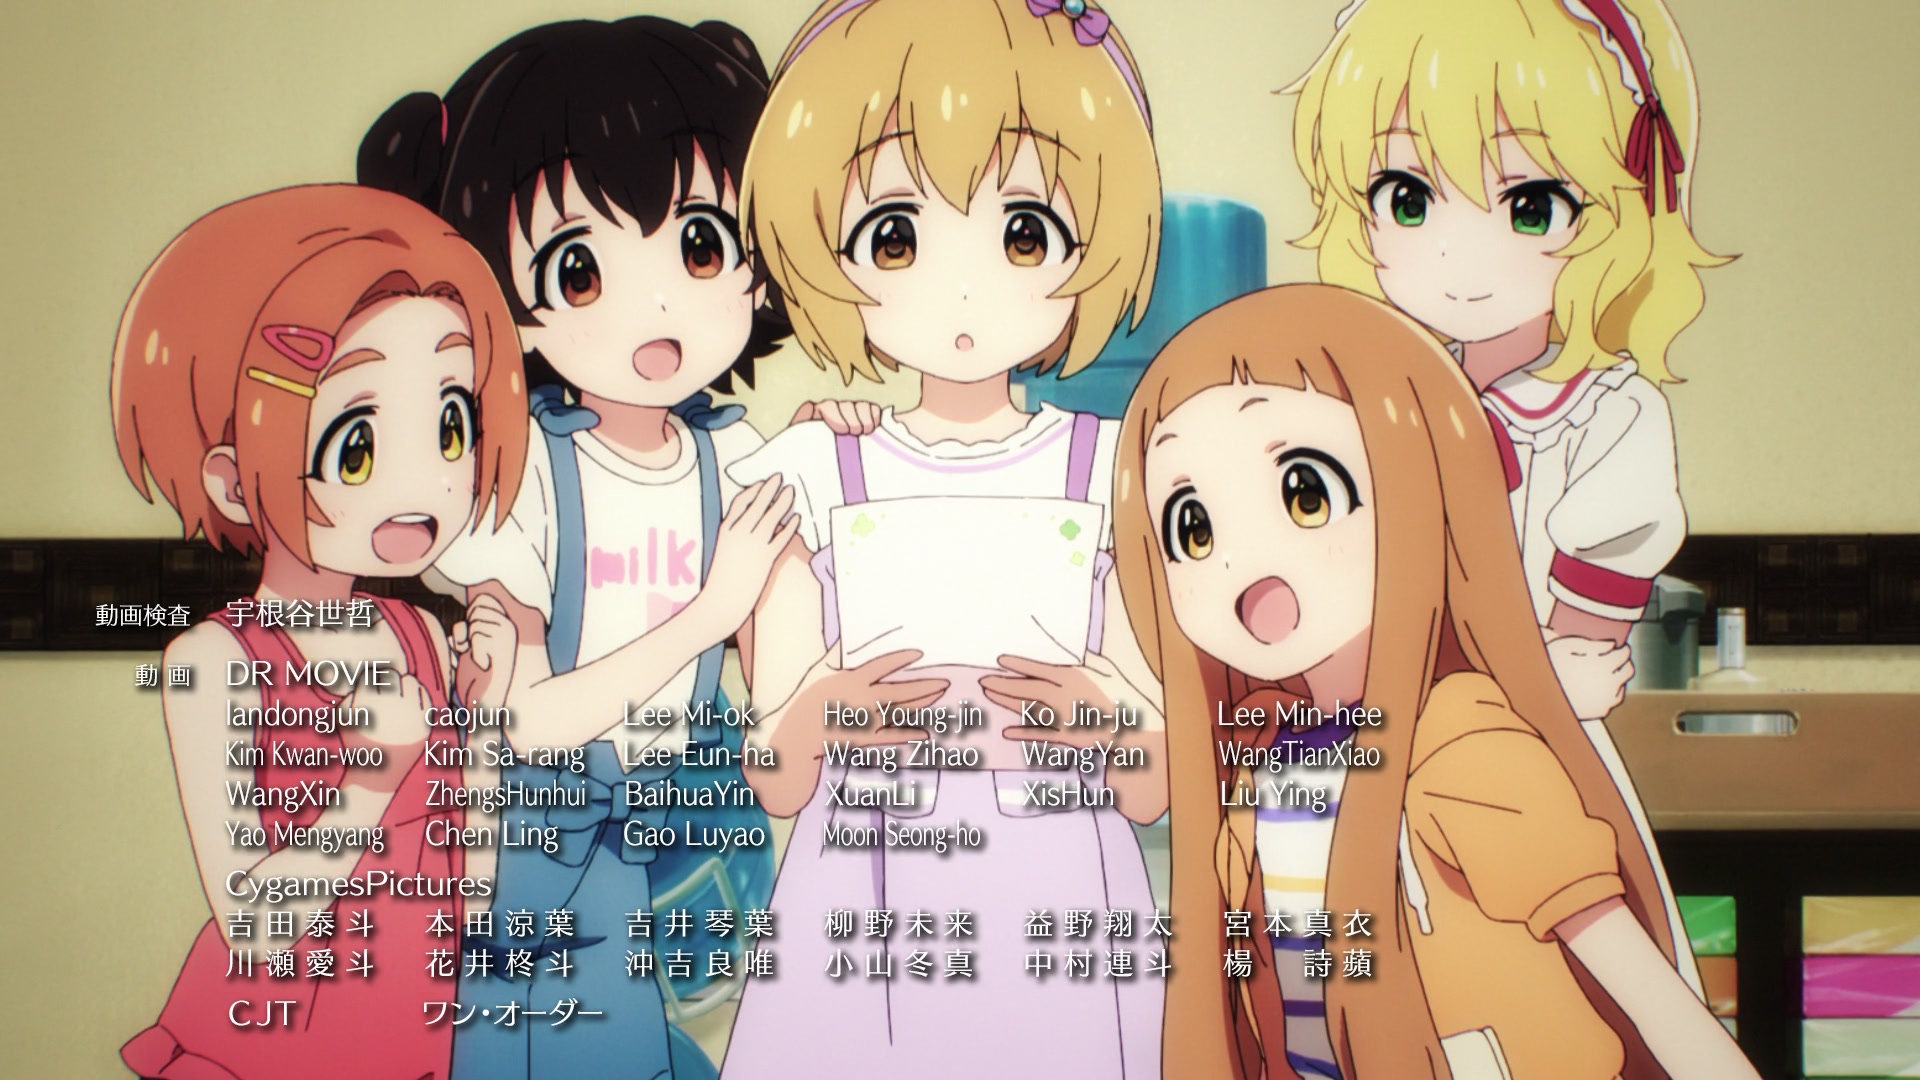 milk
動画検査 宇根谷世哲
動画 DR MOVIE
landongjun caojun Lee Mi-ok Heo Young-jin Ko Jin-ju Lee Min-hee
Kim Kwan-woo Kim Sa-rang Lee Eun-ha Wang Zihao WangYan WangTianXiao
WangXin ZhengsHunhui BaihuaYin XuanLi XisHun Liu Ying
Yao Mengyang Chen Ling Gao Luyao Moon Seong-ho
CygamesPictures
吉田泰斗 本田涼葉 吉井琴葉 柳野未来 益野翔太 宮本真衣
川瀬愛斗 花井柊斗 沖吉良唯 小山冬真 中村連斗 楊 詩蘋
CJT ワン・オーダー